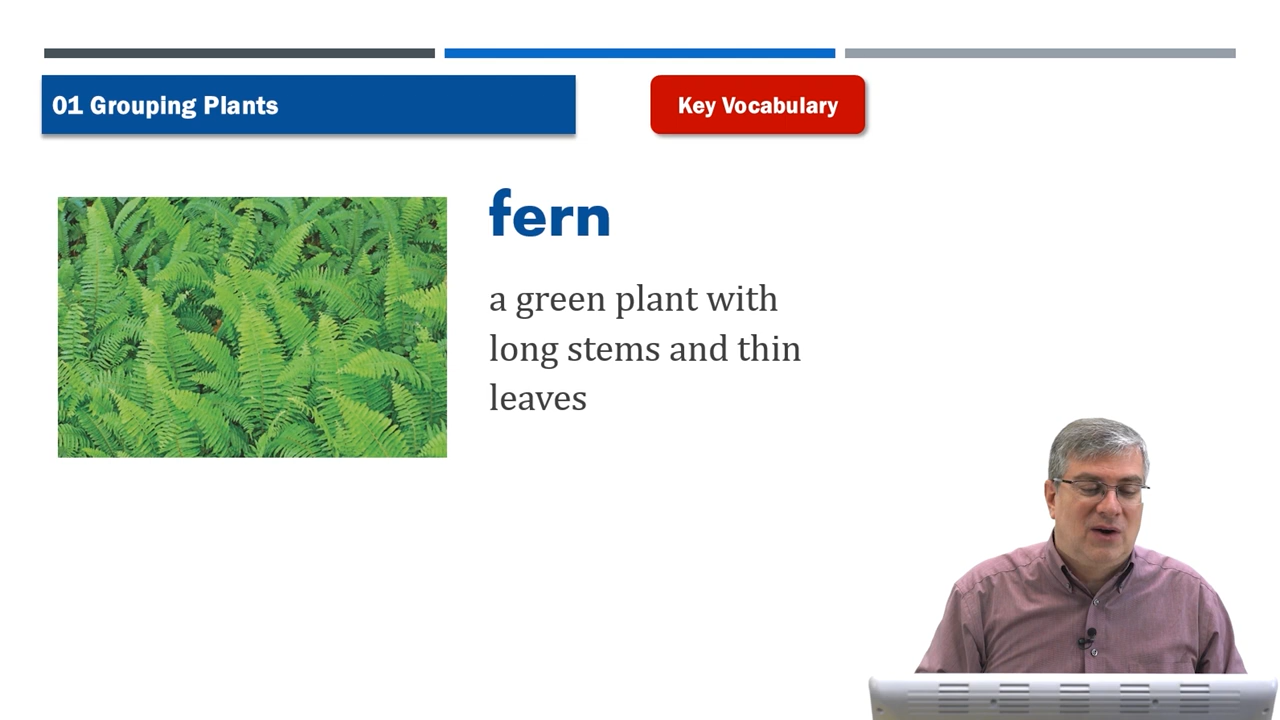 01 Grouping Plants
Key Vocabulary
fern
a green plant with
long stems and thin
leaves